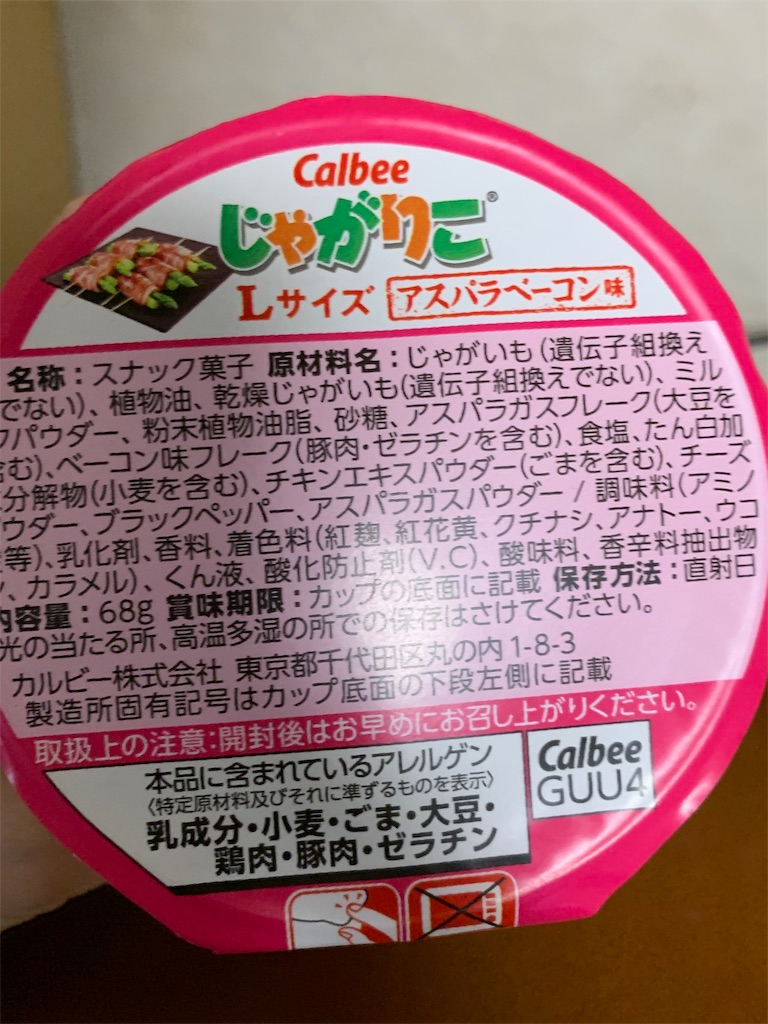 Calbee
じゃがりこ®
Lサイズ アスパラベーコン味
名称：スナック菓子 原材料名：じゃがいも(遺伝子組換え
でない)、植物油、乾燥じゃがいも(遺伝子組換えでない)、ミル
クパウダー、粉末植物油脂、砂糖、アスパラガスフレーク(大豆を
含む)、ベーコン味フレーク(豚肉・ゼラチンを含む)、食塩、たん白加
水分解物(小麦を含む)、チキンエキスパウダー(ごまを含む)、チーズ
パウダー、ブラックペッパー、アスパラガスパウダー / 調味料(アミノ
酸等)、乳化剤、香料、着色料(紅麹、紅花黄、クチナシ、アナトー、ウコ
ン、カラメル)、くん液、酸化防止剤(V.C)、酸味料、香辛料抽出物
内容量：68g 賞味期限：カップの底面に記載 保存方法：直射日
光の当たる所、高温多湿の所での保存はさけてください。
カルビー株式会社 東京都千代田区丸の内1-8-3
製造所固有記号はカップ底面の下段左側に記載
取扱上の注意：開封後はお早めにお召し上がりください。
本品に含まれているアレルゲン
〈特定原材料及びそれに準ずるものを表示〉
乳成分・小麦・ごま・大豆・
鶏肉・豚肉・ゼラチン
Calbee
GUU4